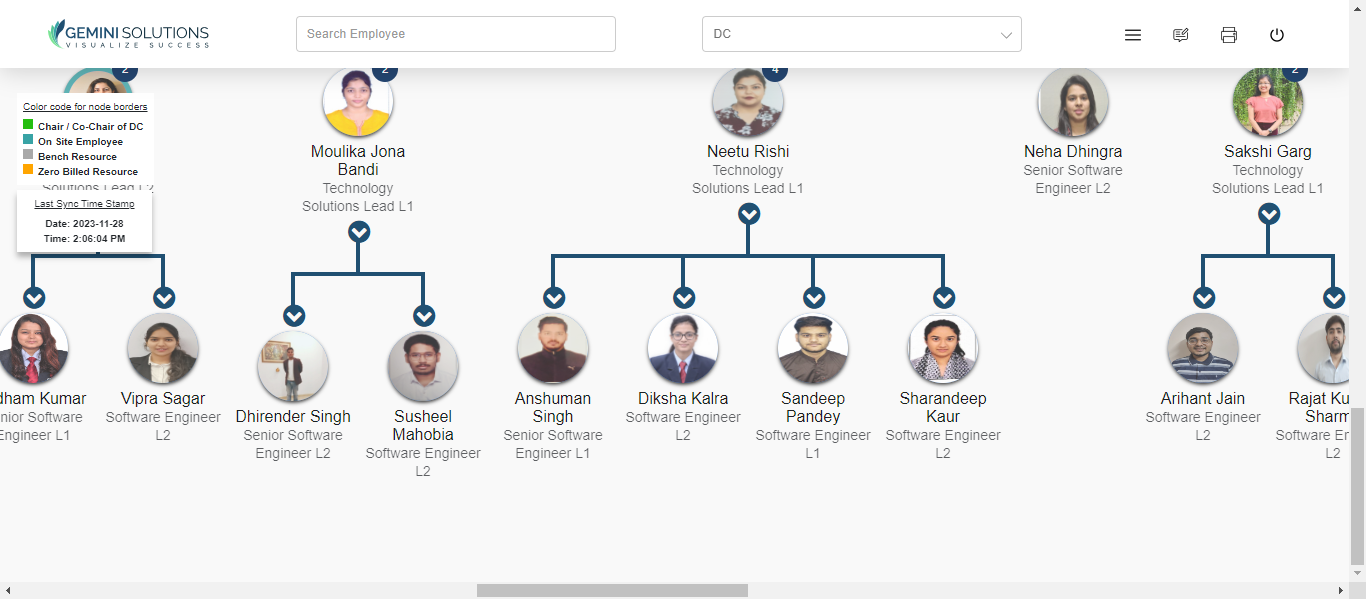 GEMINI SOLUTIONS
VISUALIZE SUCCESS
Search Employee
DC
2
2
4
2
Color code for node borders
Chair / Co-Chair of DC
On Site Employee
Bench Resource
Zero Billed Resource
Solutions Lead L2
Last Sync Time Stamp
Date: 2023-11-28
Time: 2:06:04 PM
Moulika Jona
Bandi
Technology
Solutions Lead L1
Neetu Rishi
Technology
Solutions Lead L1
Neha Dhingra
Senior Software
Engineer L2
Sakshi Garg
Technology
Solutions Lead L1
dham Kumar
nior Software
Engineer L1
Vipra Sagar
Software Engineer
L2
Dhirender Singh
Senior Software
Engineer L2
Susheel
Mahobia
Software Engineer
L2
Anshuman
Singh
Senior Software
Engineer L1
Diksha Kalra
Software Engineer
L2
Sandeep
Pandey
Software Engineer
L1
Sharandeep
Kaur
Software Engineer
L2
Arihant Jain
Software Engineer
L2
Rajat Ku
Sharm
Software En
L2